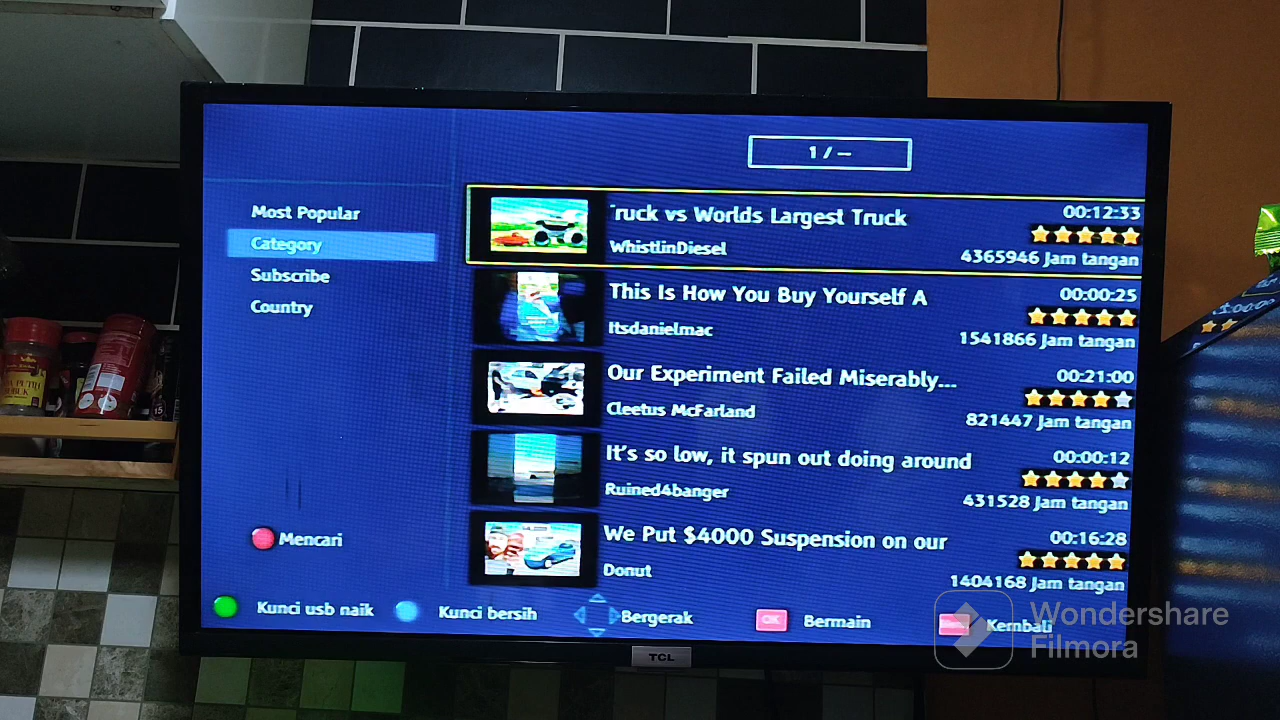 1 / --
Most Popular
Category
Subscribe
Country
Mencari
Truck vs Worlds Largest Truck
WhistlinDiesel
00:12:33
4365946 Jam tangan
This Is How You Buy Yourself A
Itsdanielmac
00:00:25
1541866 Jam tangan
Our Experiment Failed Miserably...
Cleetus McFarland
00:21:00
821447 Jam tangan
It's so low, it spun out doing around
Ruined4banger
00:00:12
431528 Jam tangan
We Put $4000 Suspension on our
Donut
00:16:28
1404168 Jam tangan
Kunci usb naik
Kunci bersih
Bergerak
OK
Bermain
Kembali
TCL
Wondershare
Filmora